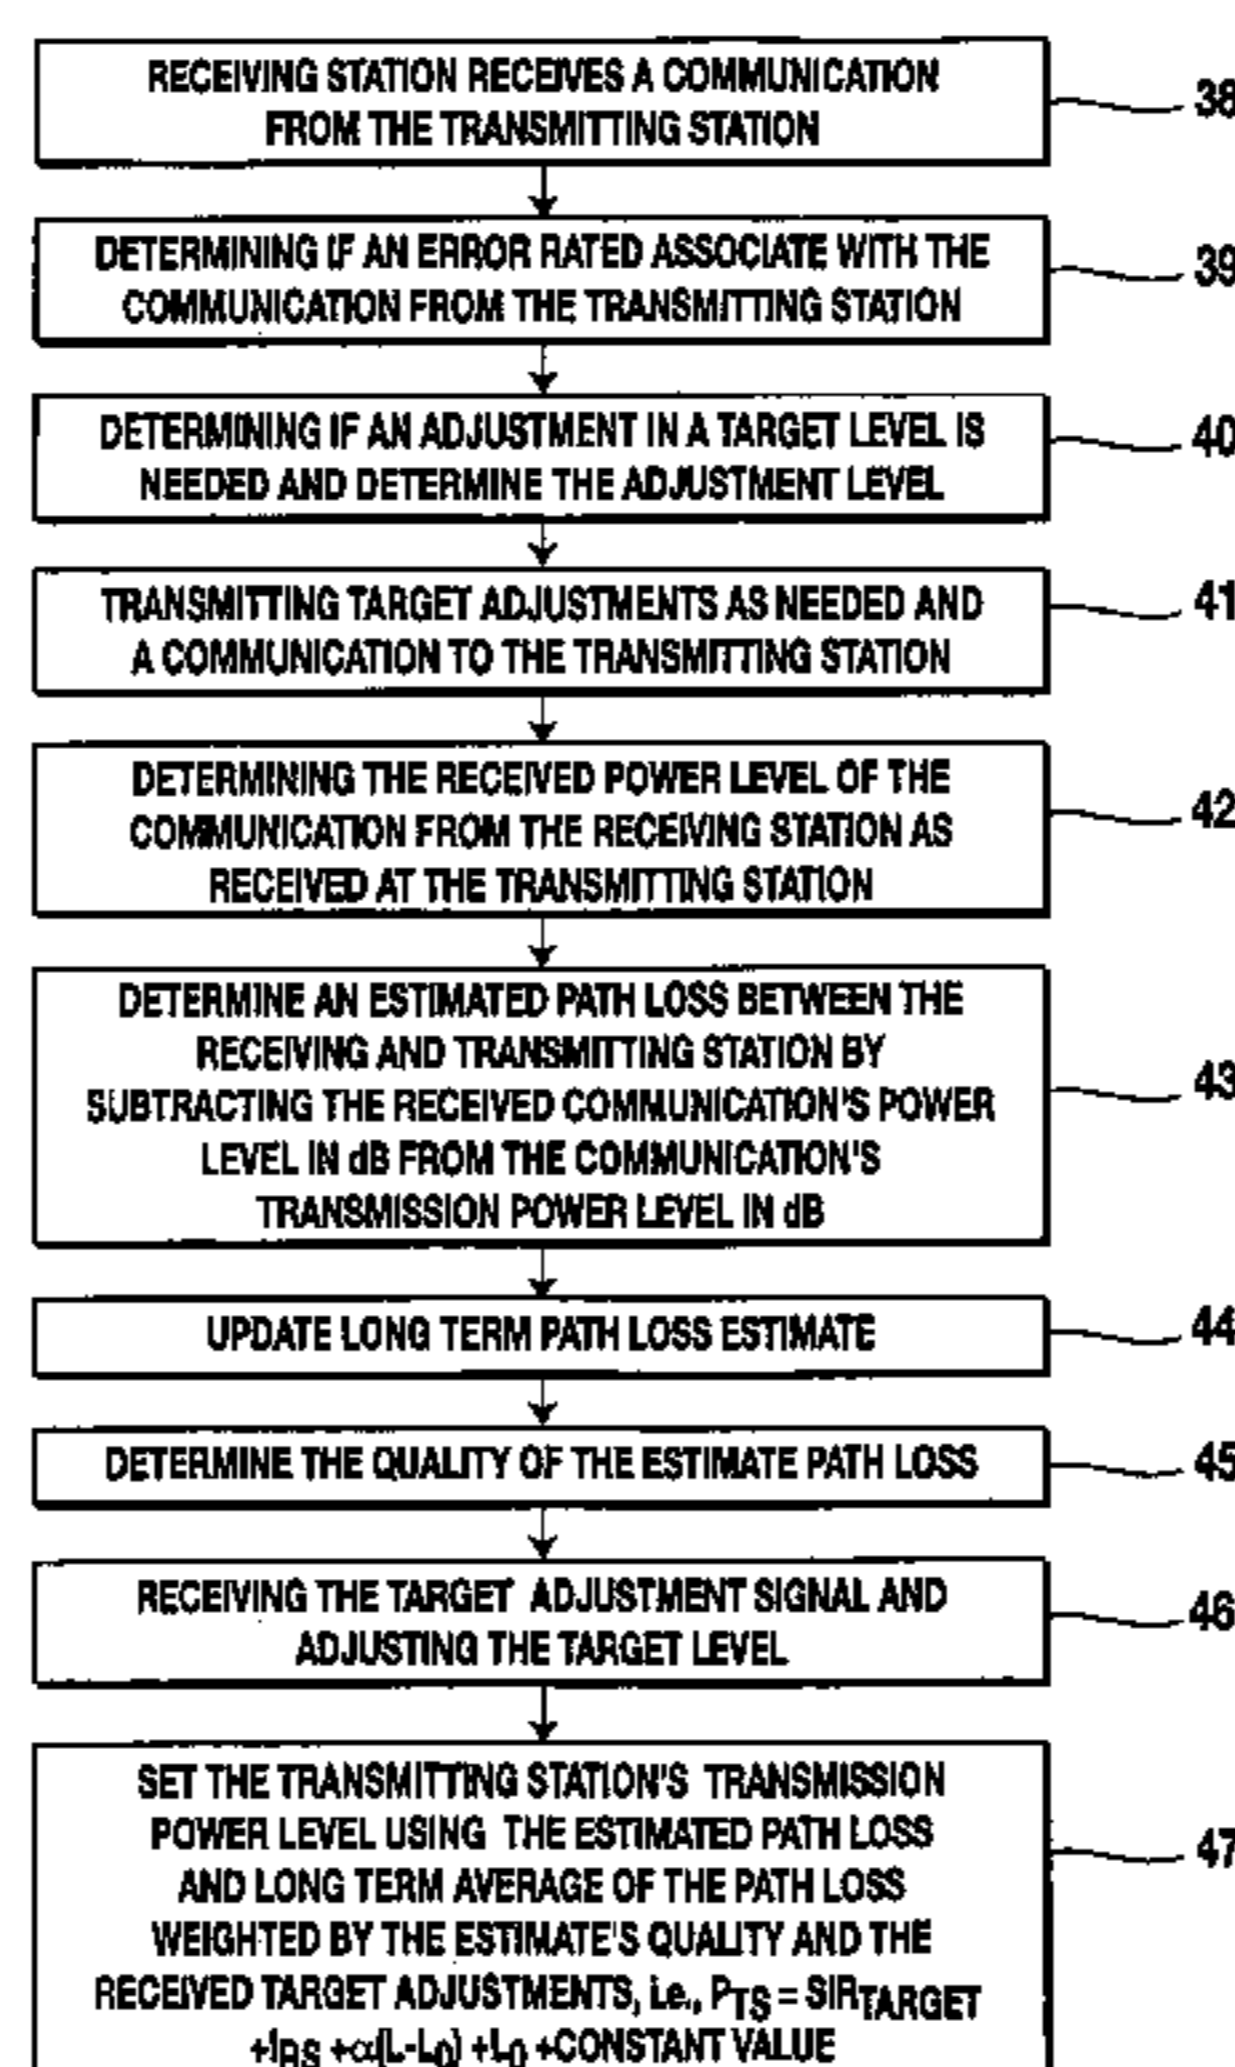 RECEIVING STATION RECEIVES A COMMUNICATION
FROM THE TRANSMITTING STATION
38
DETERMINING IF AN ERROR RATED ASSOCIATE WITH THE
COMMUNICATION FROM THE TRANSMITTING STATION
39
DETERMINING IF AN ADJUSTMENT IN A TARGET LEVEL IS
NEEDED AND DETERMINE THE ADJUSTMENT LEVEL
40
TRANSMITTING TARGET ADJUSTMENTS AS NEEDED AND
A COMMUNICATION TO THE TRANSMITTING STATION
41
DETERMINING THE RECEIVED POWER LEVEL OF THE
COMMUNICATION FROM THE RECEIVING STATION AS
RECEIVED AT THE TRANSMITTING STATION
42
DETERMINE AN ESTIMATED PATH LOSS BETWEEN THE
RECEIVING AND TRANSMITTING STATION BY
SUBTRACTING THE RECEIVED COMMUNICATION'S POWER
LEVEL IN dB FROM THE COMMUNICATION'S
TRANSMISSION POWER LEVEL IN dB
43
UPDATE LONG TERM PATH LOSS ESTIMATE
44
DETERMINE THE QUALITY OF THE ESTIMATE PATH LOSS
45
RECEIVING THE TARGET ADJUSTMENT SIGNAL AND
ADJUSTING THE TARGET LEVEL
46
SET THE TRANSMITTING STATION'S TRANSMISSION
POWER LEVEL USING THE ESTIMATED PATH LOSS
AND LONG TERM AVERAGE OF THE PATH LOSS
WEIGHTED BY THE ESTIMATE'S QUALITY AND THE
RECEIVED TARGET ADJUSTMENTS, i.e., PTS = SIRTARGET
+IRS +α(L-L0) +L0 +CONSTANT VALUE
47